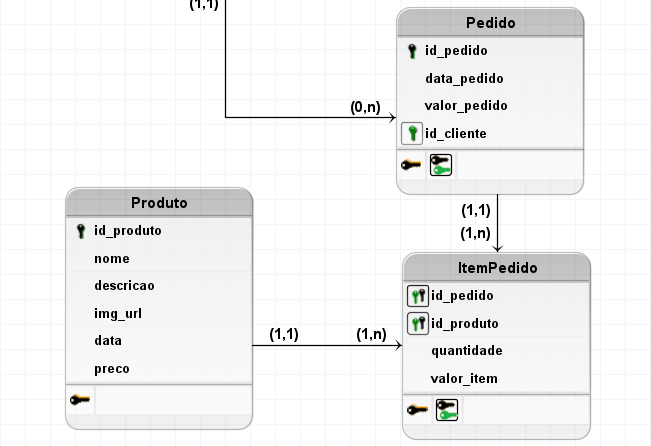 (1,1)
Pedido
id_pedido
data_pedido
valor_pedido
id_cliente
(0,n)
Produto
id_produto
nome
descricao
img_url
data
preco
(1,1)
(1,n)
ItemPedido
id_pedido
id_produto
quantidade
valor_item
(1,1)
(1,n)